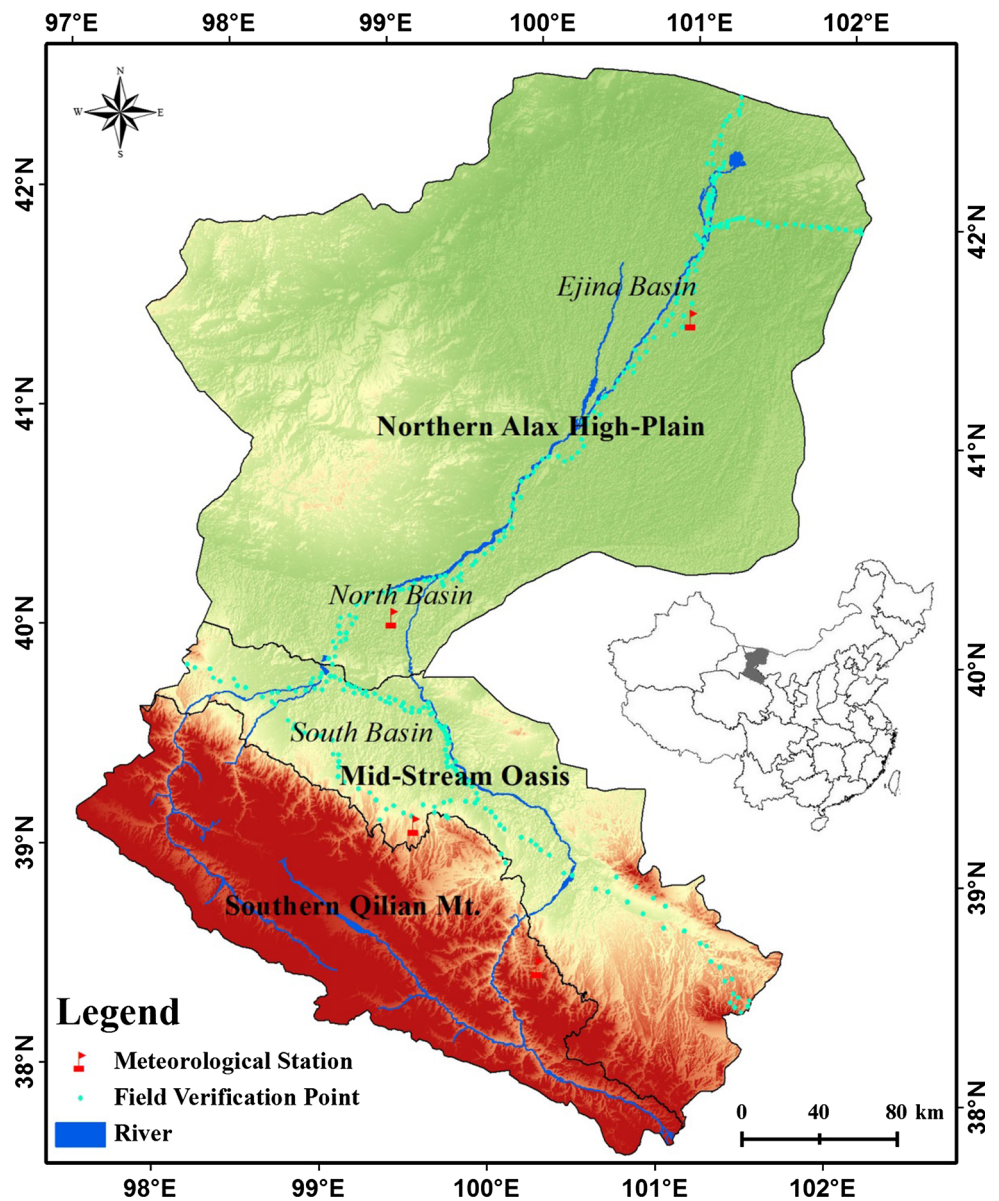 97°E 98°E 99°E 100°E 101°E 102°E
N
W E
S
42°N
42°N
Ejina Basin
41°N
Northern Alax High-Plain
41°N
North Basin
40°N
40°N
South Basin
Mid-Stream Oasis
39°N
39°N
Southern Qilian Mt.
Legend
Meteorological Station
Field Verification Point
River
38°N
38°N
0 40 80 km
98°E 99°E 100°E 101°E 102°E